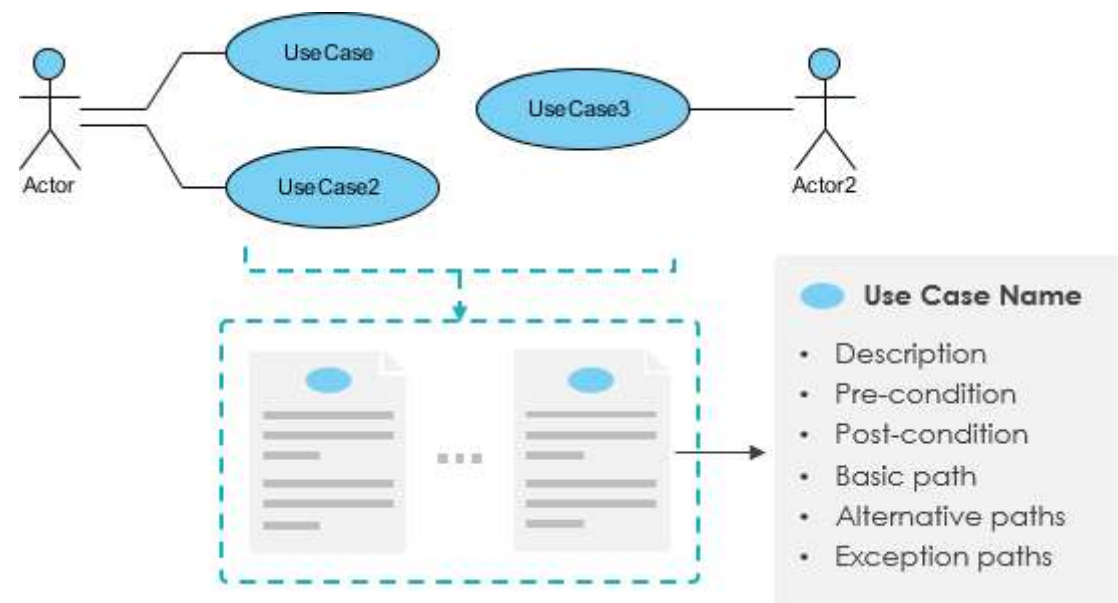 UseCase
UseCase3
UseCase2
Actor
Actor2
Use Case Name
• Description
• Pre-condition
• Post-condition
• Basic path
• Alternative paths
• Exception paths